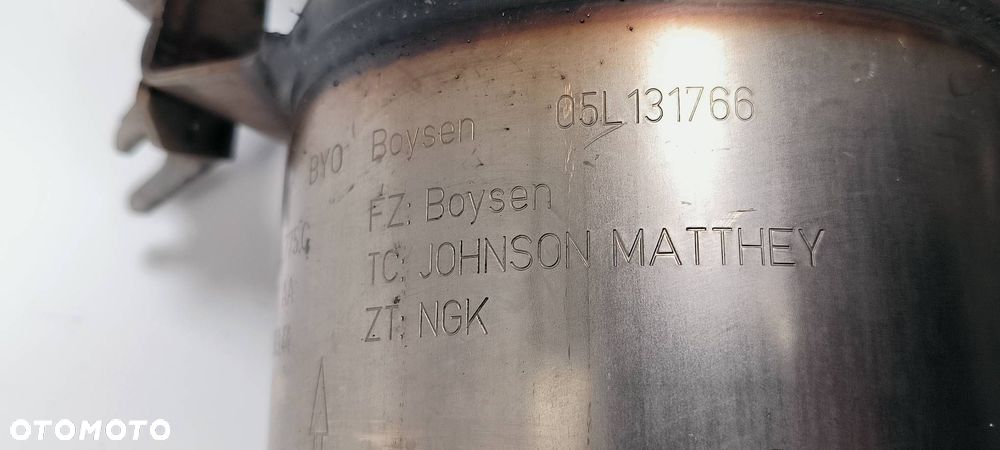 BYO Boysen 05L131766
FZ: Boysen
TC: JOHNSON MATTHEY
ZT: NGK
OTOMOTO